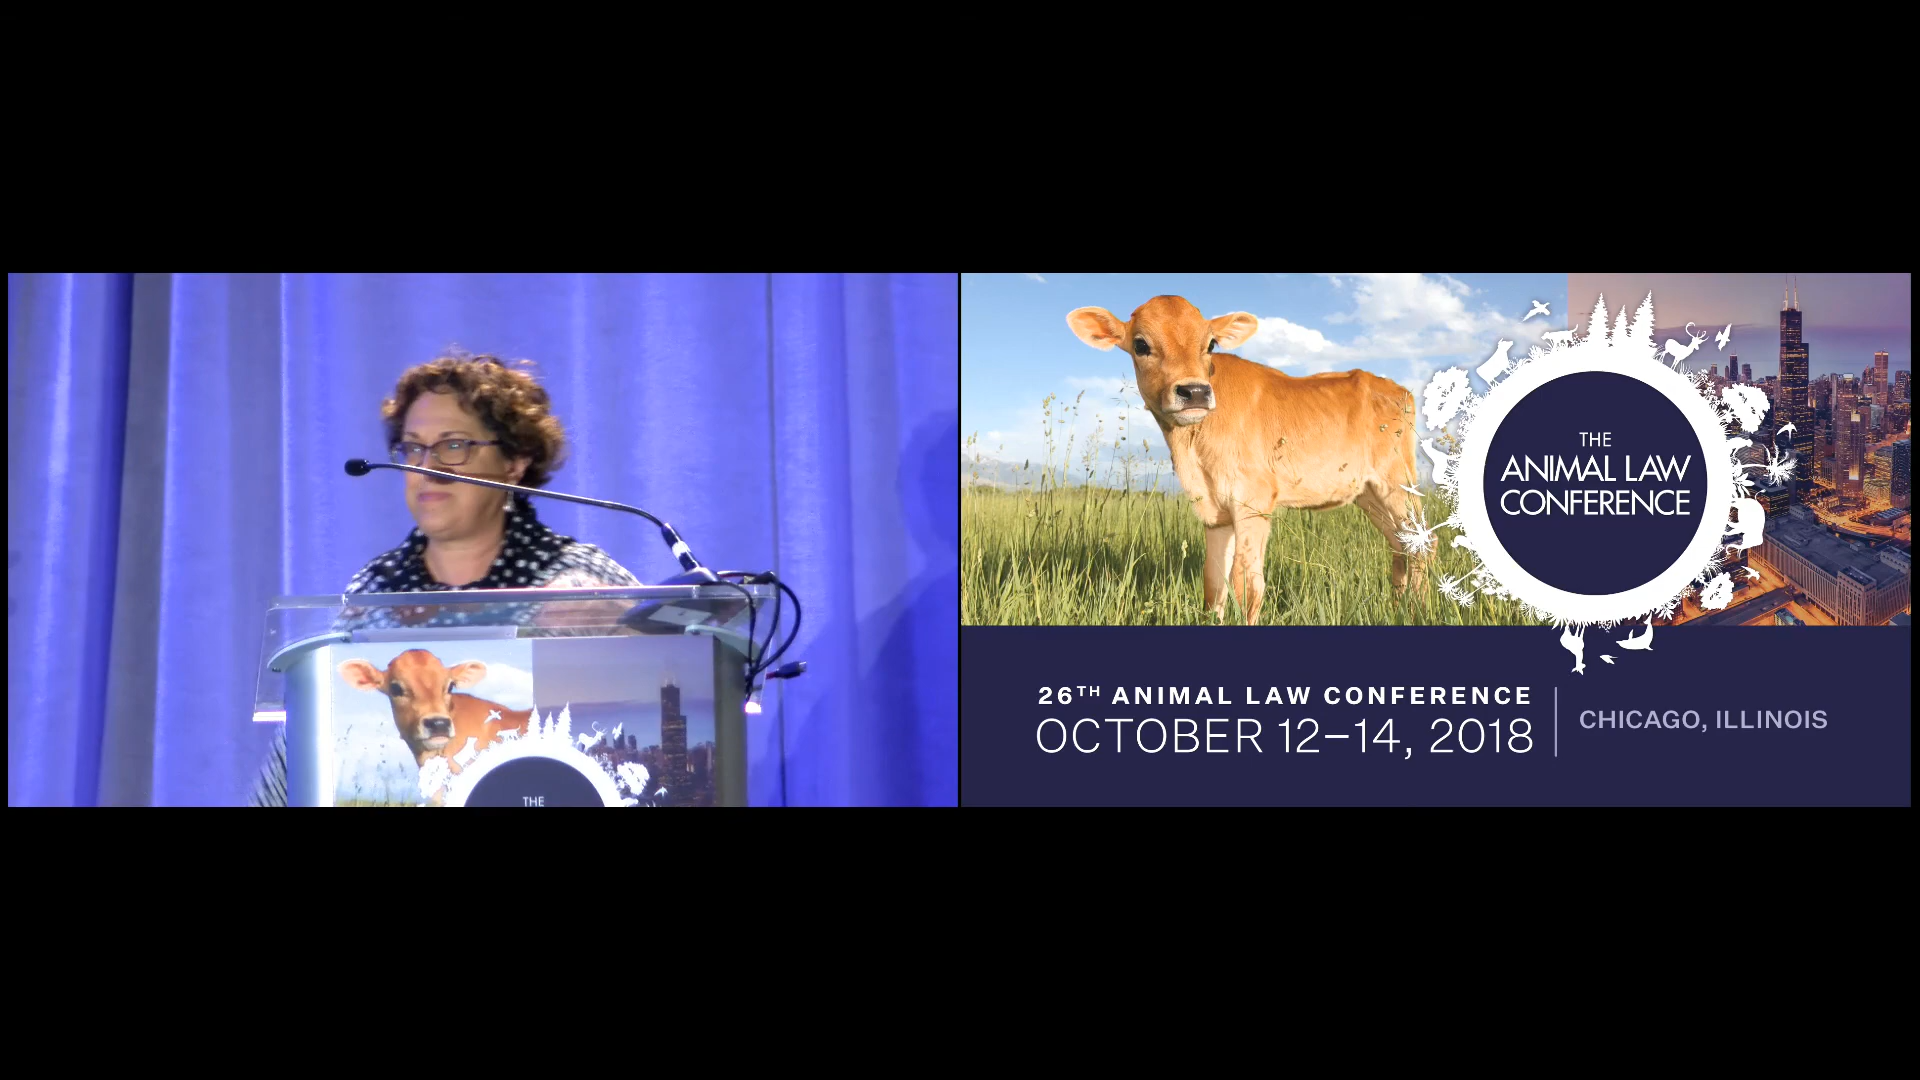 THE
THE
ANIMAL LAW
CONFERENCE
26TH ANIMAL LAW CONFERENCE
OCTOBER 12–14, 2018
CHICAGO, ILLINOIS